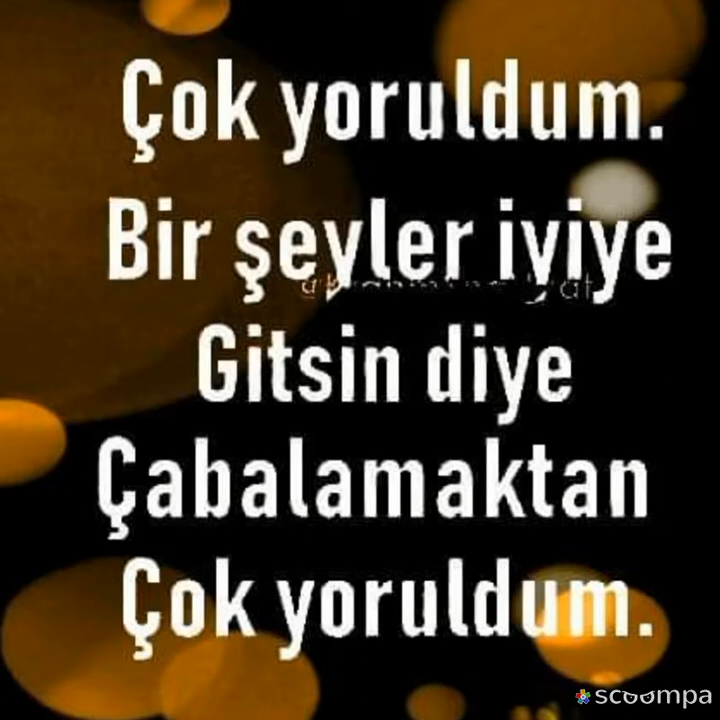 Çok yoruldum.
Bir şeyler iyiye
Gitsin diye
Çabalamaktan
Çok yoruldum.
scoompa